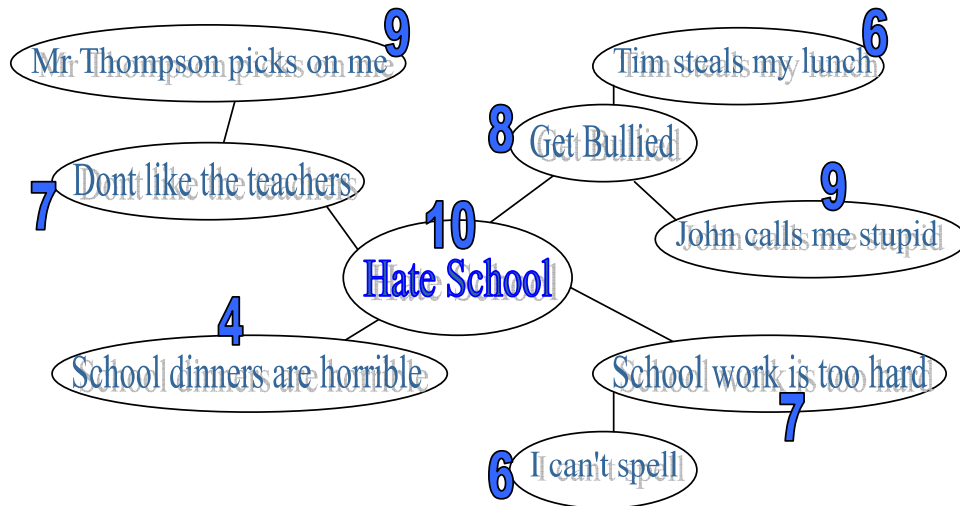 9
Mr Thompson picks on me
6
Tim steals my lunch
8
Get Bullied
7
Dont like the teachers
9
John calls me stupid
10
Hate School
4
School dinners are horrible
School work is too hard
7
6
I can't spell